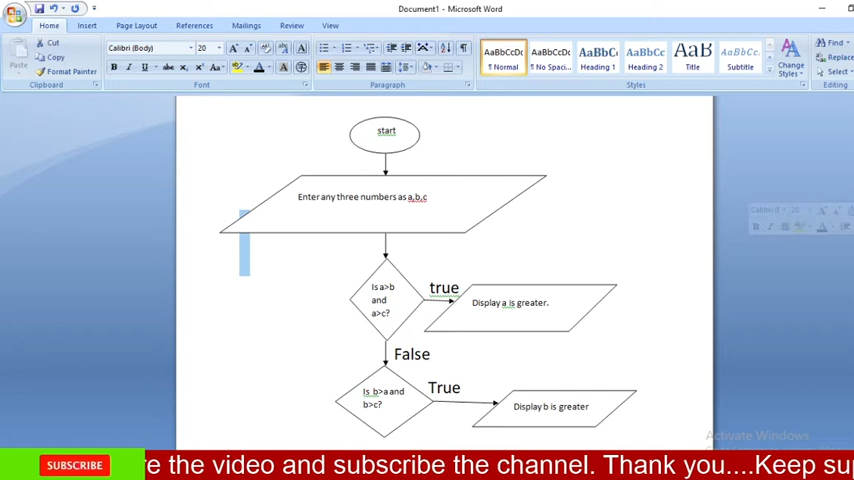 Document1 - Microsoft Word
Home Insert Page Layout References Mailings Review View
Cut
Copy
Format Painter
Paste
Clipboard
Calibri (Body) 20
Font
Paragraph
AaBbCcDc AaBbCcDc AaBbCc AaBbCc AaB AaBbCc.
¶ Normal ¶ No Spaci... Heading 1 Heading 2 Title Subtitle
Styles
Change
Styles
Find
Replace
Select
Editing
start
Enter any three numbers as a,b,c
Is a>b
and
a>c?
true
Display a is greater.
False
Is b>a and
b>c?
True
Display b is greater
Activate Windows
SUBSCRIBE
re the video and subscribe the channel. Thank you....Keep sup